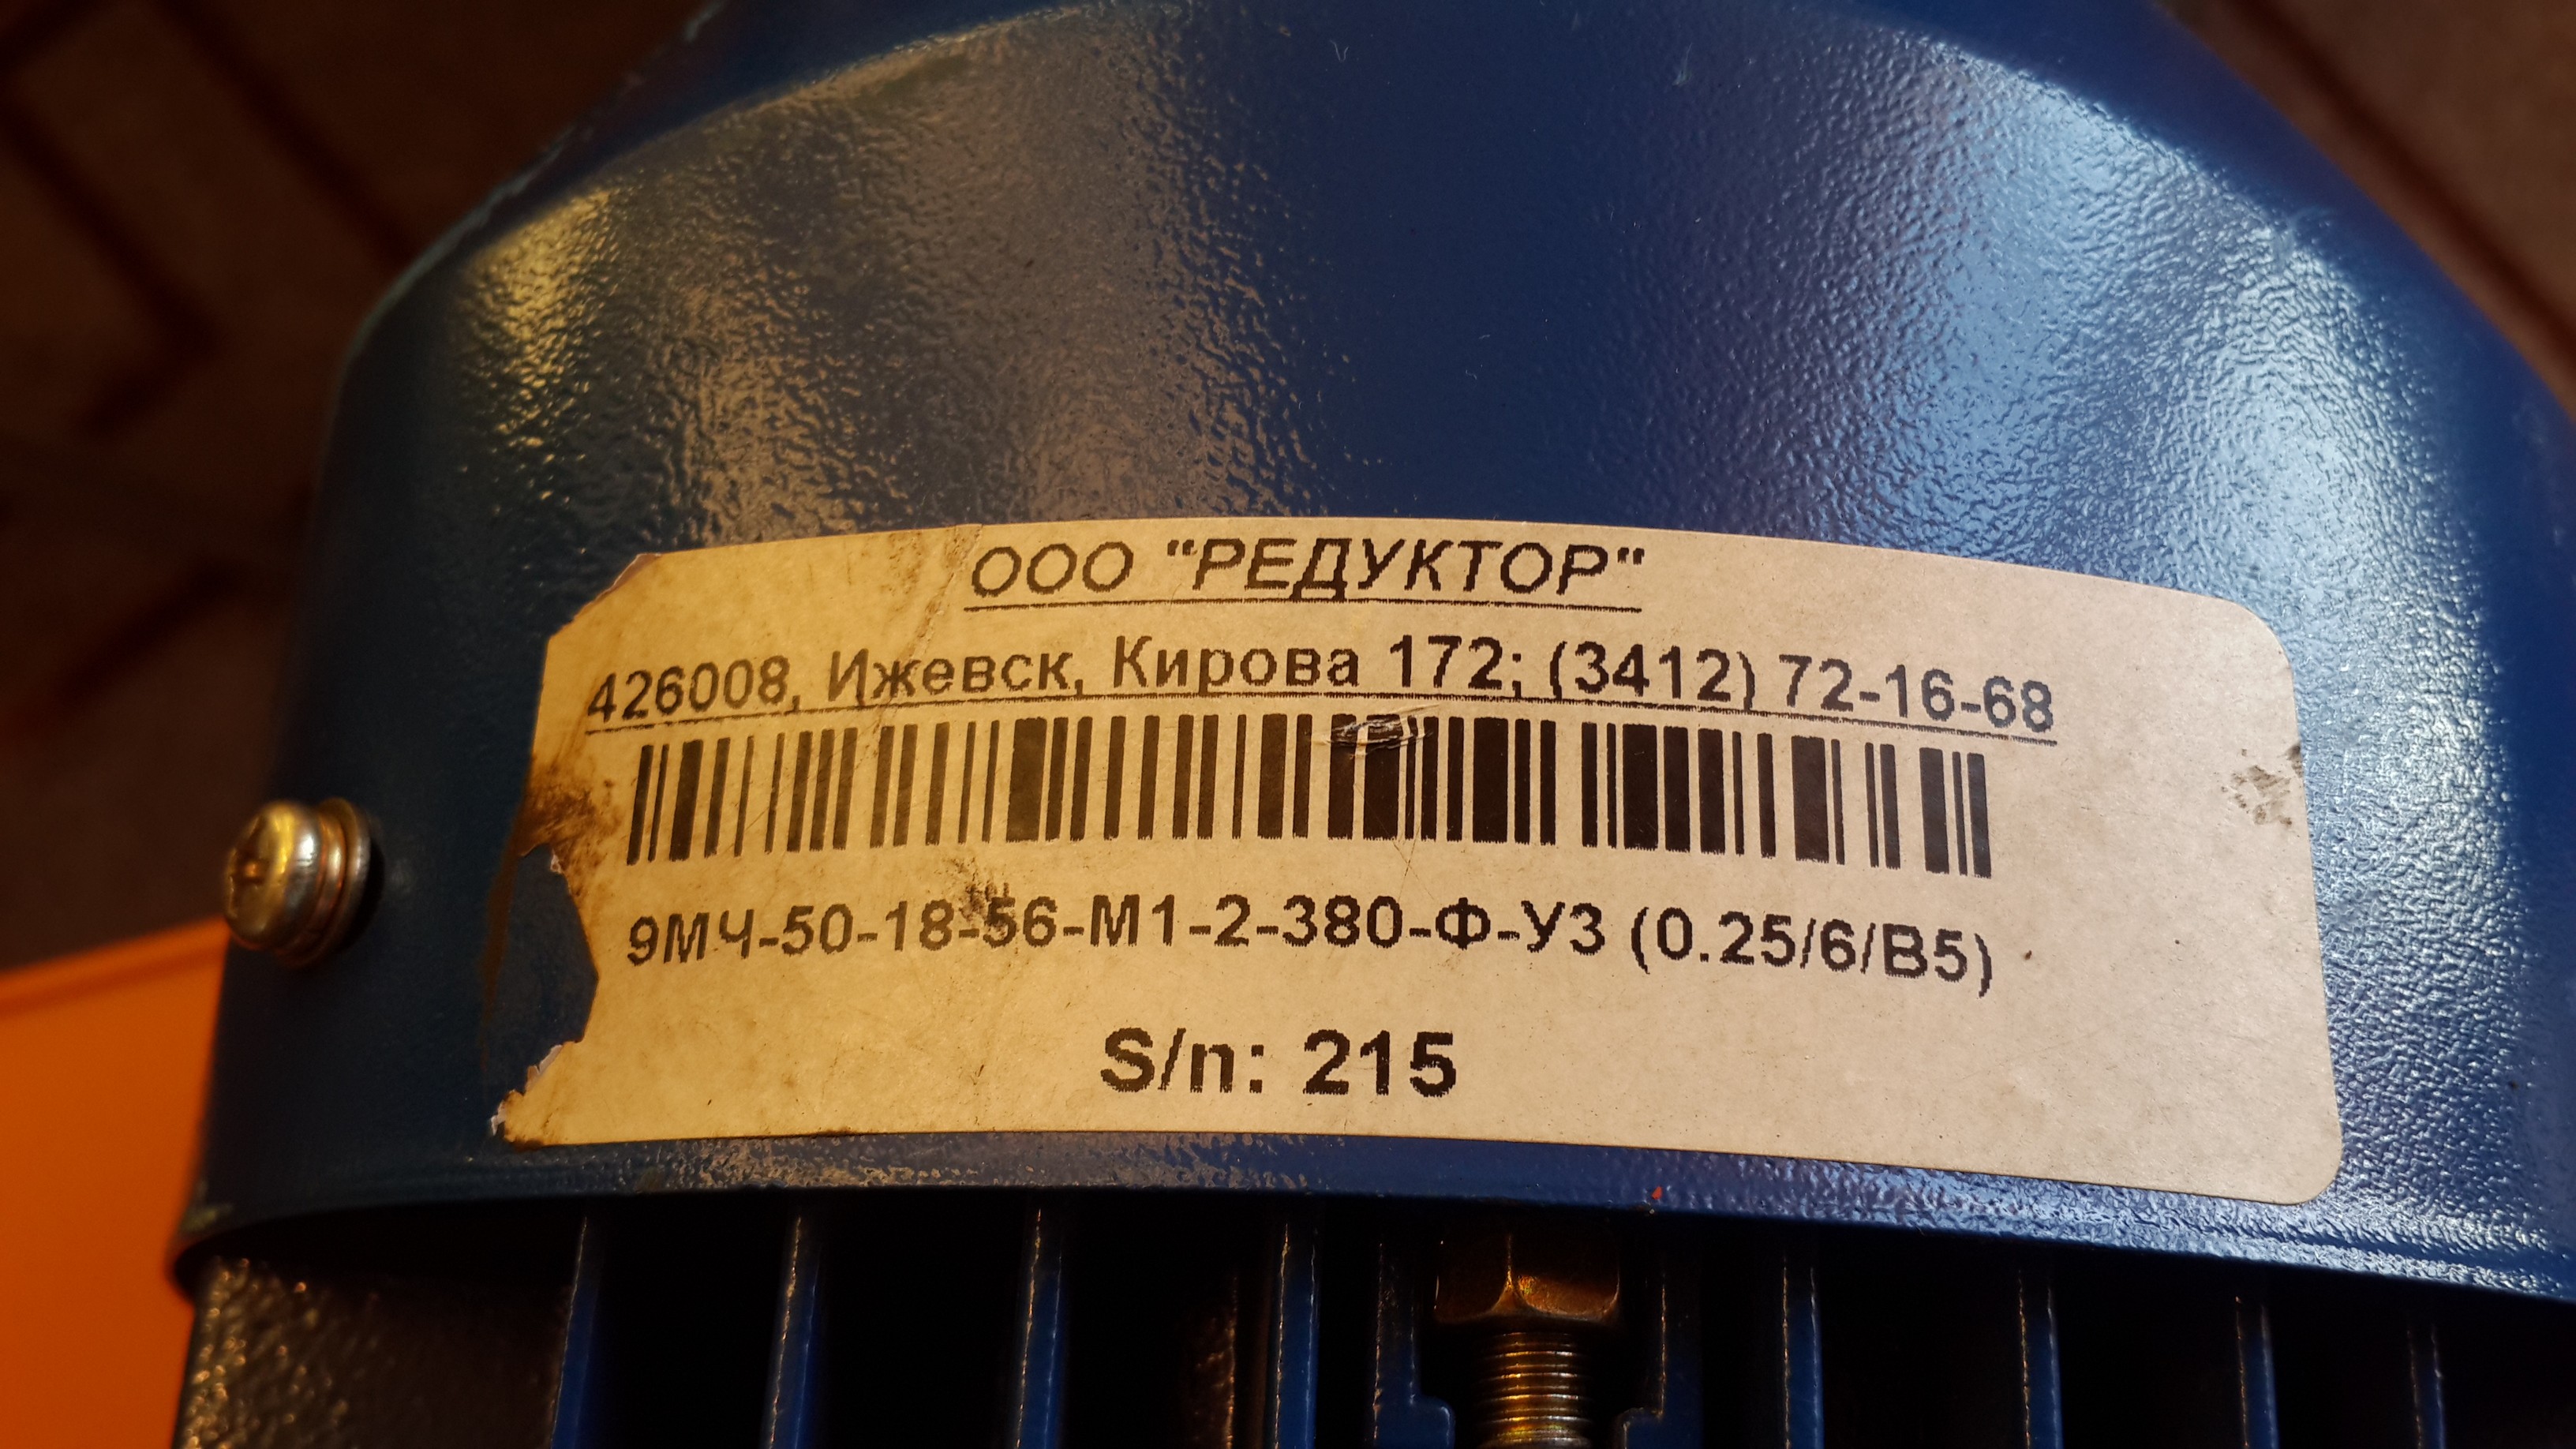 ООО "РЕДУКТОР"
426008, Ижевск, Кирова 172; (3412) 72-16-68
9МЧ-50-18-56-М1-2-380-Ф-У3 (0.25/6/В5)
S/n: 215